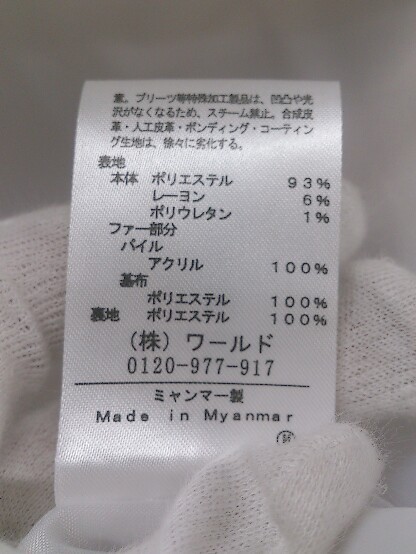 裏。プリーツ等特殊加工製品は、凹凸や光
沢がなくなるため、スチーム禁止。合成皮
革・人工皮革・ボンディング・コーティン
グ生地は、徐々に劣化する。
表地
本体 ポリエステル 93%
レーヨン 6%
ポリウレタン 1%
ファー部分
パイル
アクリル 100%
基布
ポリエステル 100%
裏地 ポリエステル 100%
(株)ワールド
0120-977-917
ミャンマー製
Made in Myanmar